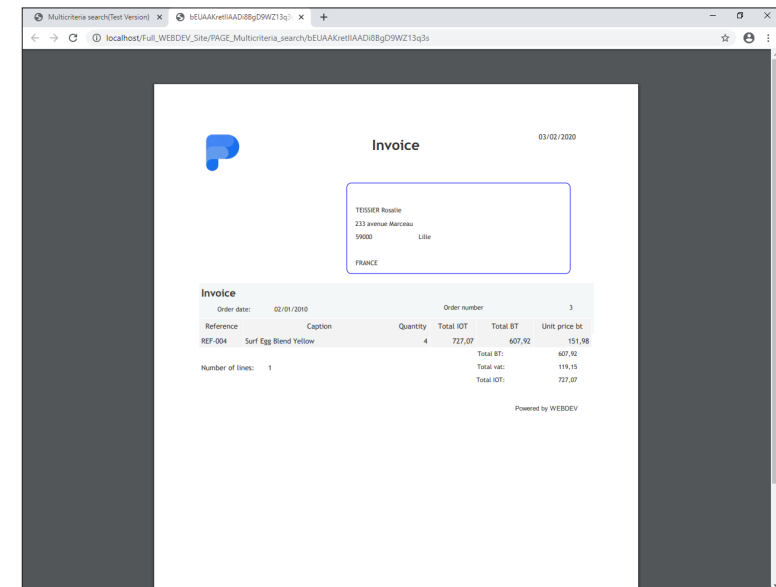 Multicriteria search(Test Version)
localhost/Full_WEBDEV_Site/PAGE_Multicriteria_search/bEUAAKretIIAADi8BgD9WZ13q3s
03/02/2020
Invoice
TEISSIER Rosalie
233 avenue Marceau
59000 Lille
FRANCE
Invoice
Order date: 02/01/2010 Order number 3
Reference Caption Quantity Total IOT Total BT Unit price bt
REF-004 Surf Egg Blend Yellow 4 727,07 607,92 151,98
Total BT: 607,92
Number of lines: 1 Total vat: 119,15
Total IOT: 727,07
Powered by WEBDEV